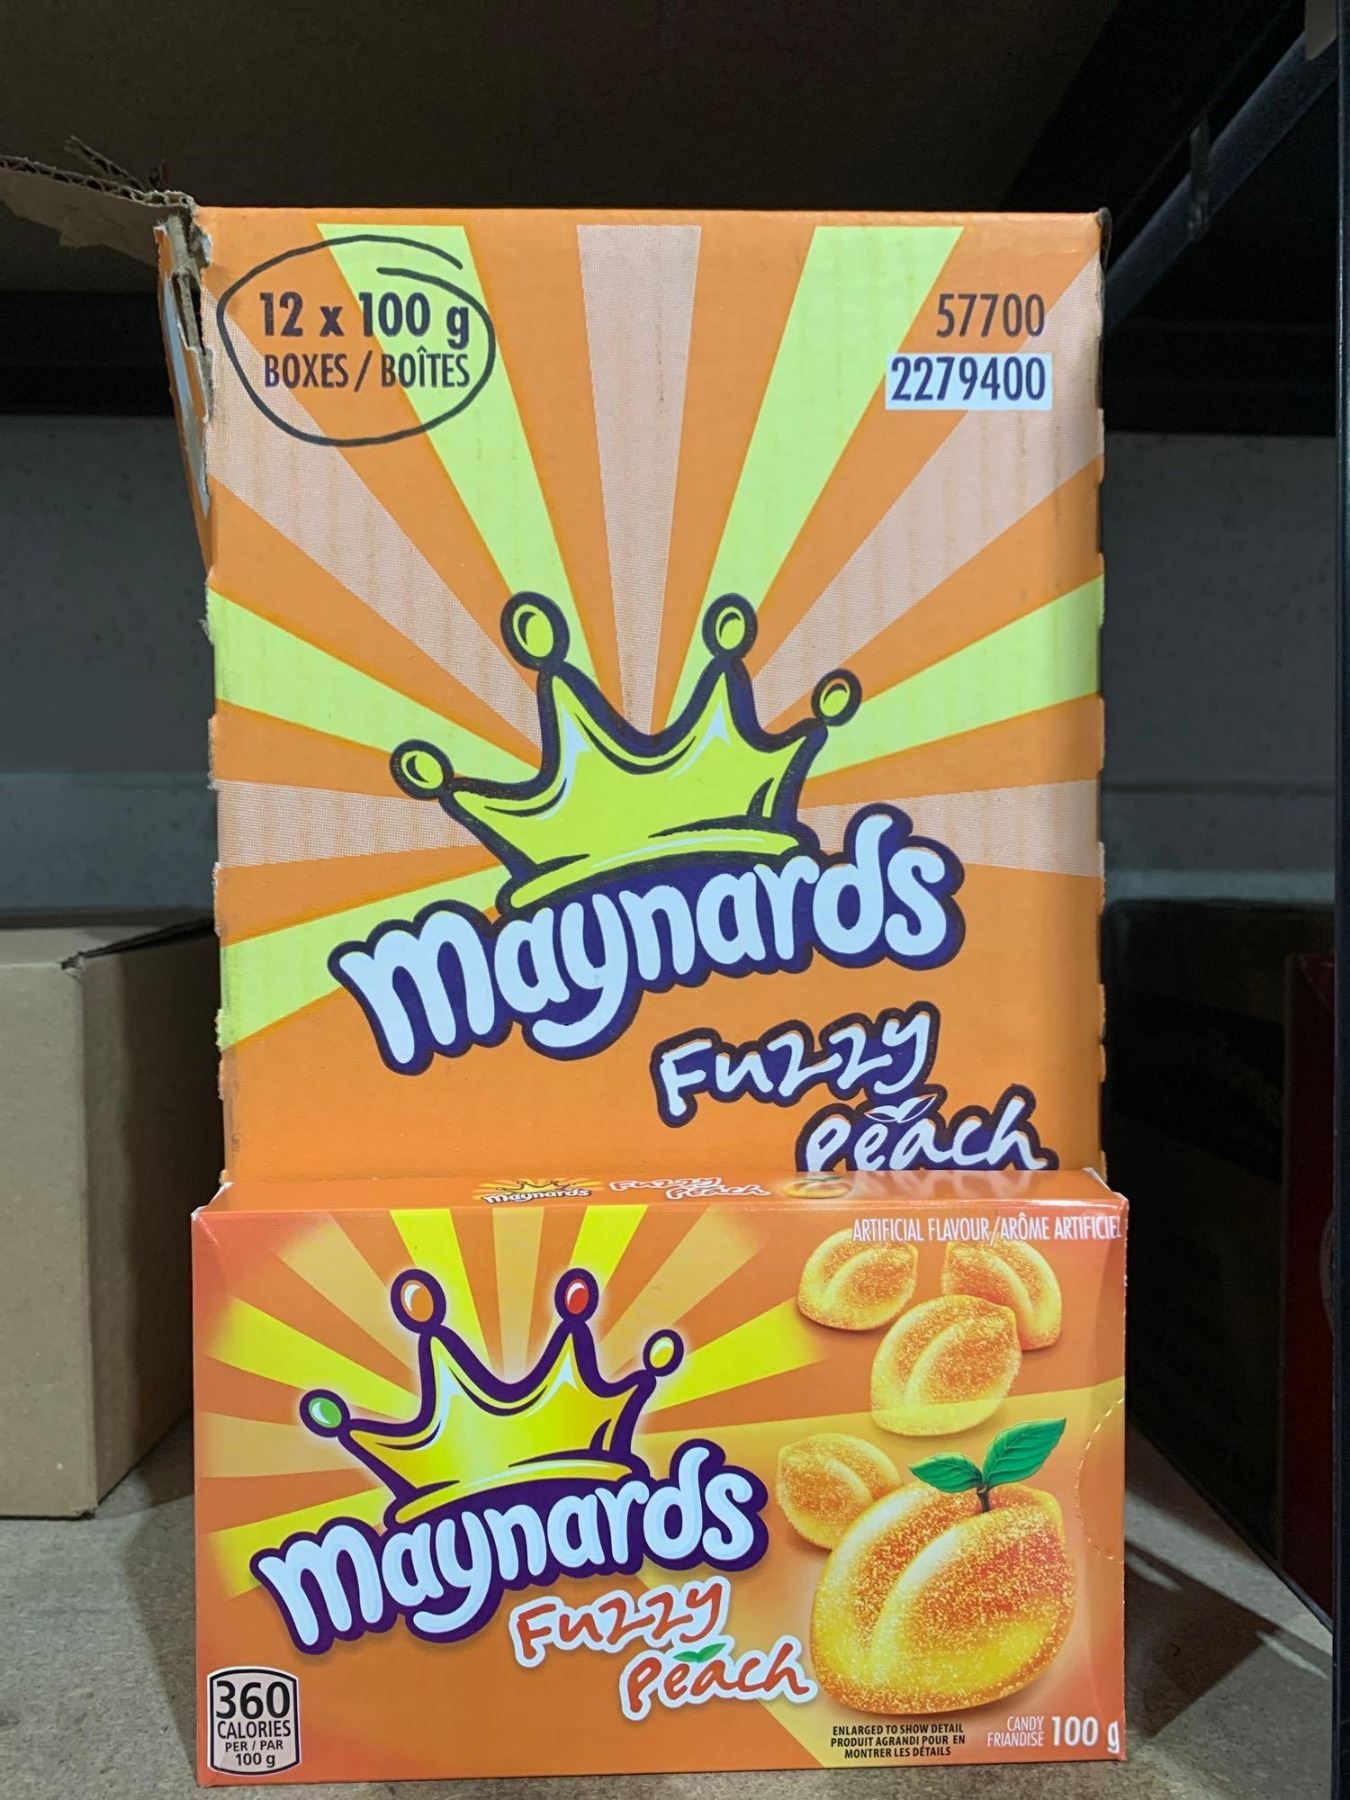 12 x 100 g
BOXES / BOÎTES
57700
2279400
maynards
Fuzzy
Peach
maynards Fuzzy Peach
ARTIFICIAL FLAVOUR/ARÔME ARTIFICIEL
maynards
Fuzzy
Peach
360
CALORIES
PER / PAR
100 g
ENLARGED TO SHOW DETAIL
PRODUIT AGRANDI POUR EN
MONTRER LES DÉTAILS
CANDY
FRIANDISE
100 g